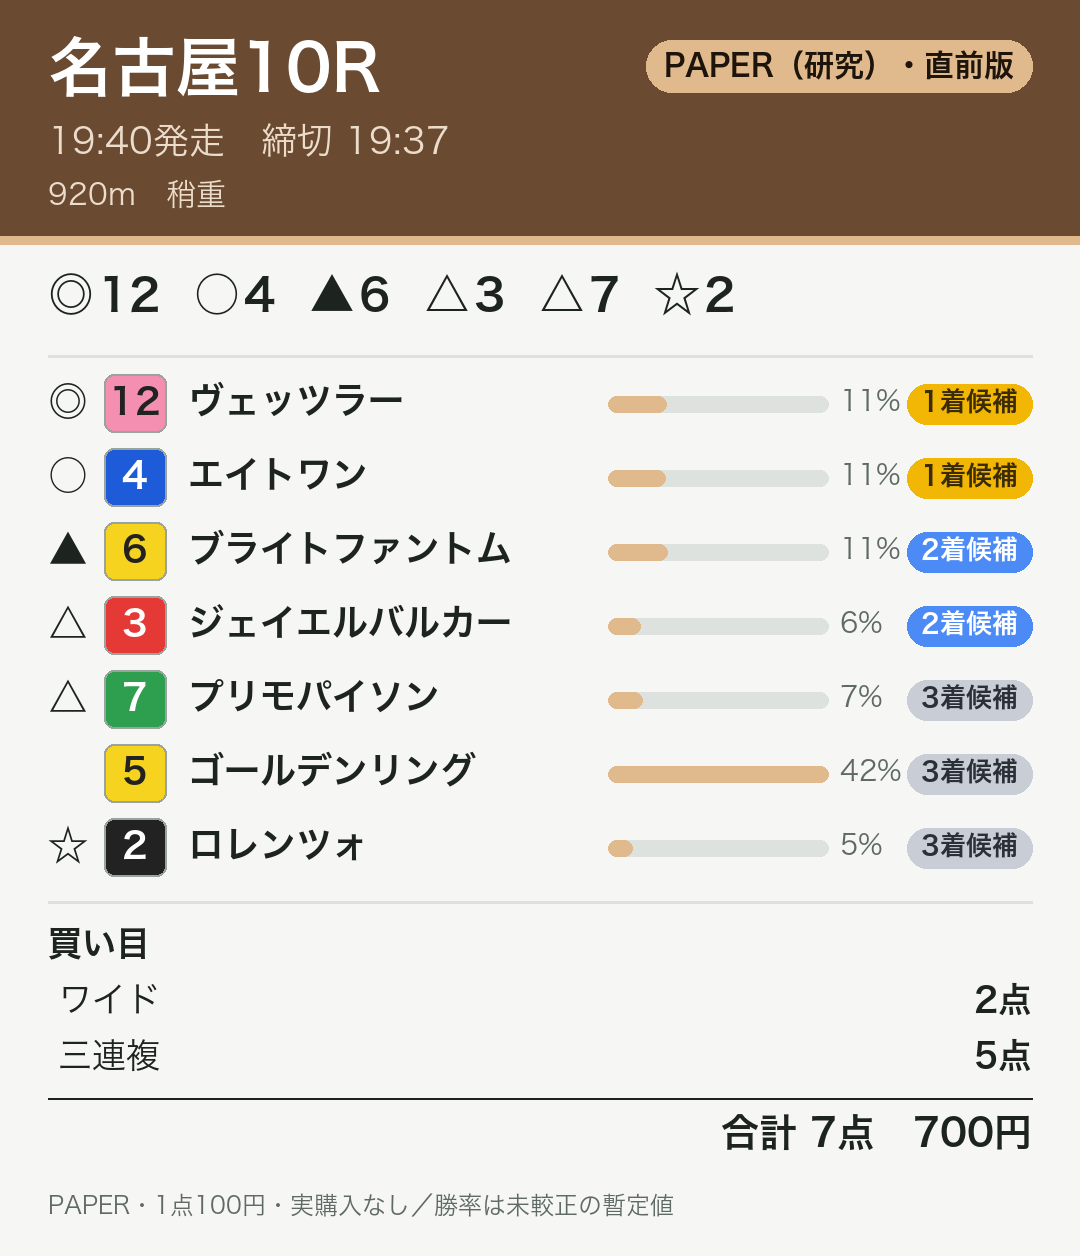 名古屋10R
PAPER（研究）・直前版
19:40発走　締切 19:37
920m　稍重
◎12 ○4 ▲6 △3 △7 ☆2
◎ 12 ヴェッツラー 11% 1着候補
○ 4 エイトワン 11% 1着候補
▲ 6 ブライトファントム 11% 2着候補
△ 3 ジェイエルバルカー 6% 2着候補
△ 7 プリモパイソン 7% 3着候補
5 ゴールデンリング 42% 3着候補
☆ 2 ロレンツォ 5% 3着候補
買い目
ワイド 2点
三連複 5点
合計 7点　700円
PAPER・1点100円・実購入なし／勝率は未較正の暫定値